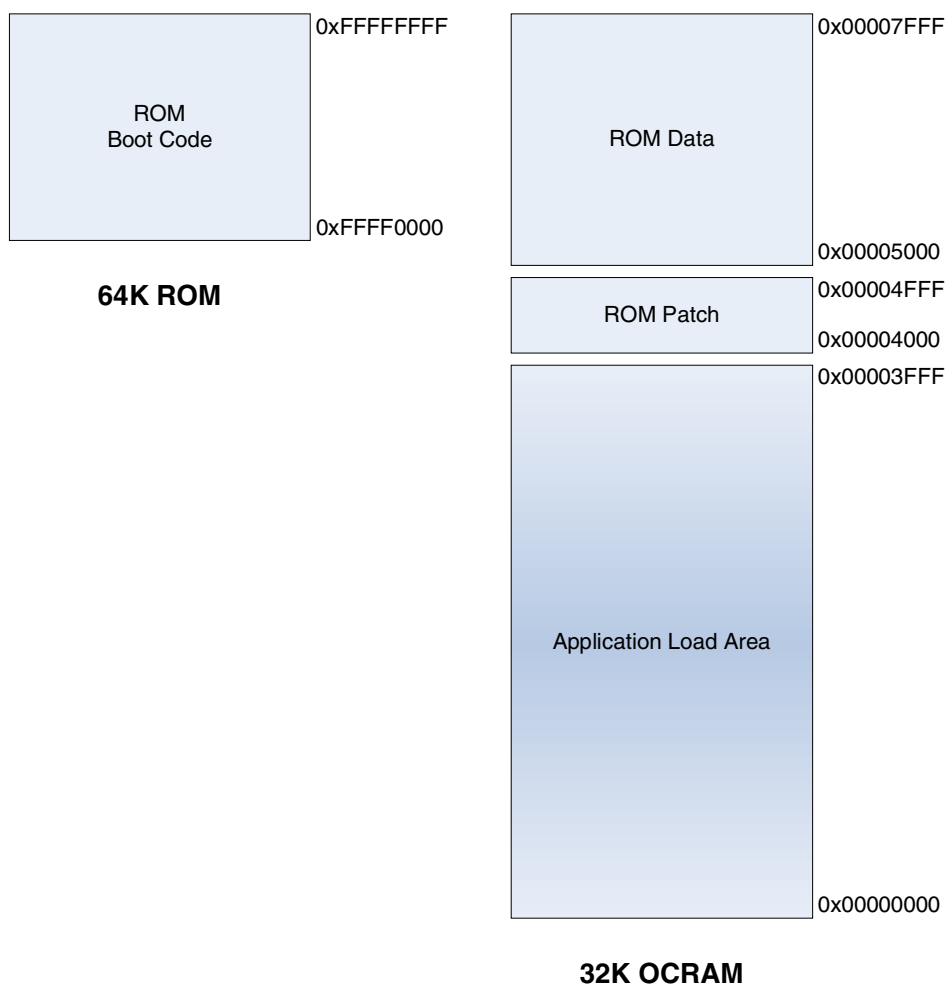 0xFFFFFFFF
ROM
Boot Code
0xFFFF0000
64K ROM
0x00007FFF
ROM Data
0x00005000
0x00004FFF
ROM Patch
0x00004000
0x00003FFF
Application Load Area
0x00000000
32K OCRAM